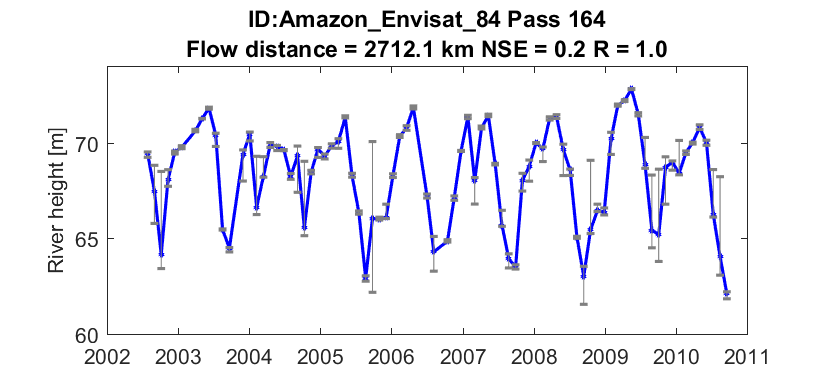 ID:Amazon_Envisat_84 Pass 164
Flow distance = 2712.1 km NSE = 0.2 R = 1.0
River height [m]
70
65
60
2002 2003 2004 2005 2006 2007 2008 2009 2010 2011